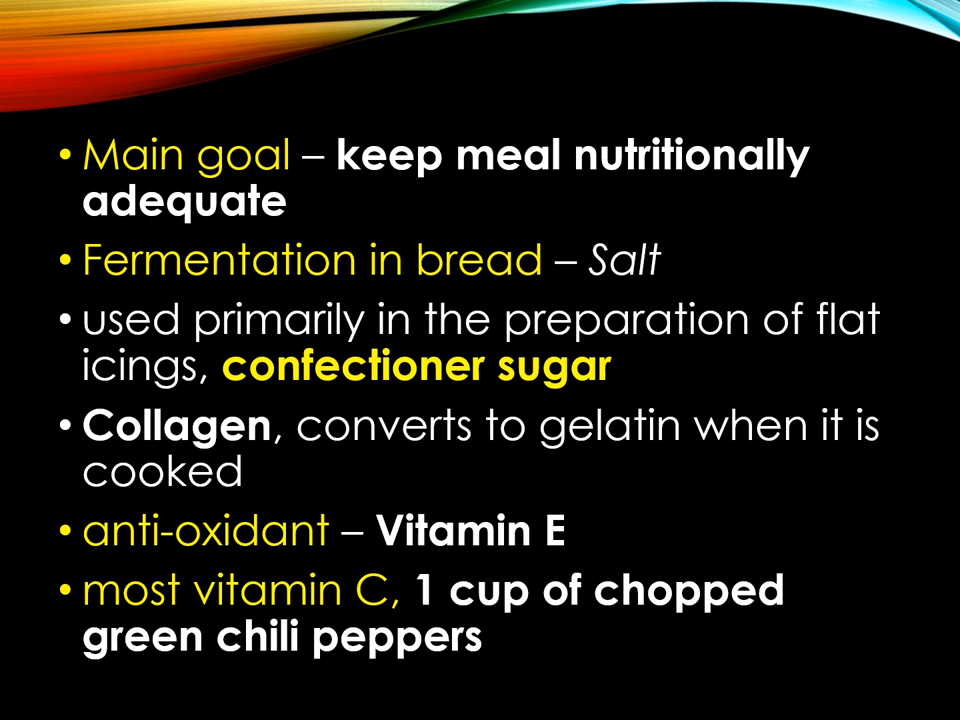 • Main goal – keep meal nutritionally
adequate
• Fermentation in bread – Salt
• used primarily in the preparation of flat
icings, confectioner sugar
• Collagen, converts to gelatin when it is
cooked
• anti-oxidant – Vitamin E
• most vitamin C, 1 cup of chopped
green chili peppers